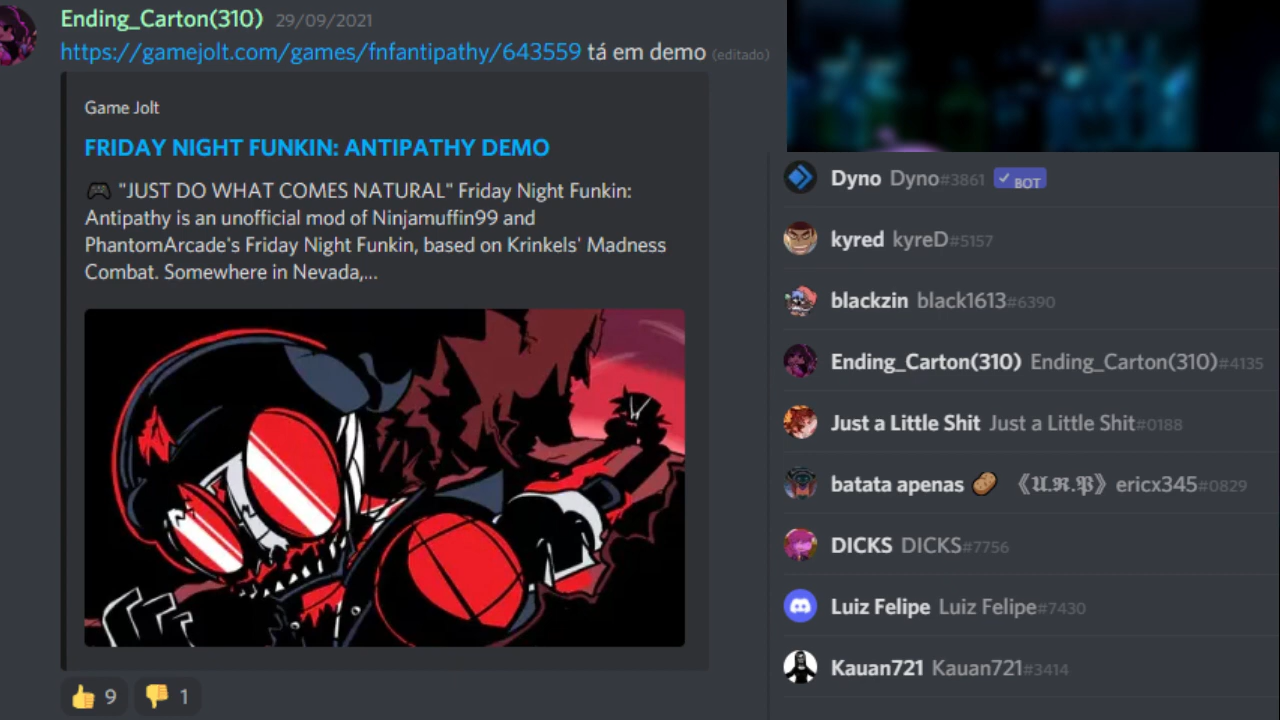 Ending_Carton(310) 29/09/2021
https://gamejolt.com/games/fnfantipathy/643559 tá em demo (editado)
Game Jolt
FRIDAY NIGHT FUNKIN: ANTIPATHY DEMO
🎮 "JUST DO WHAT COMES NATURAL" Friday Night Funkin:
Antipathy is an unofficial mod of Ninjamuffin99 and
PhantomArcade's Friday Night Funkin, based on Krinkels' Madness
Combat. Somewhere in Nevada,...
👍 9 👎 1
Dyno Dyno#3861 ✓ BOT
kyred kyreD#5157
blackzin black1613#6390
Ending_Carton(310) Ending_Carton(310)#4135
Just a Little Shit Just a Little Shit#0188
batata apenas 🥔 《𝖀.𝕽.𝕻》 ericx345#0829
DICKS DICKS#7756
Luiz Felipe Luiz Felipe#7430
Kauan721 Kauan721#3414